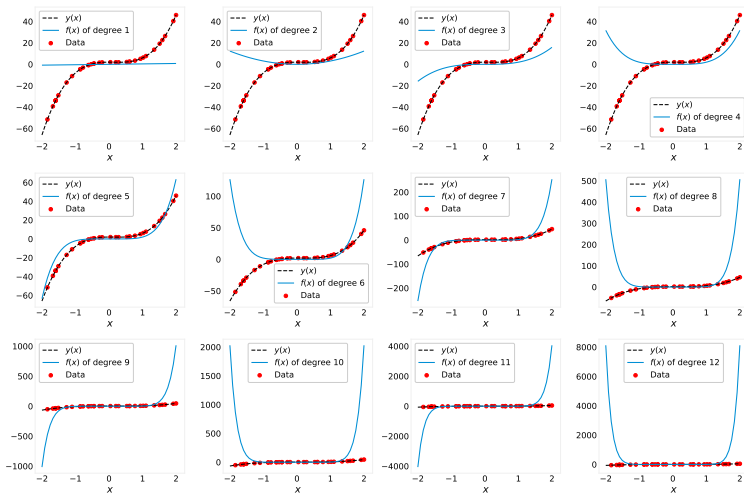 y(x)
f(x) of degree 1
Data
40
20
0
−20
−40
−60
−2 −1 0 1 2
x
y(x)
f(x) of degree 2
Data
40
20
0
−20
−40
−60
−2 −1 0 1 2
x
y(x)
f(x) of degree 3
Data
40
20
0
−20
−40
−60
−2 −1 0 1 2
x
y(x)
f(x) of degree 4
Data
40
20
0
−20
−40
−60
−2 −1 0 1 2
x
y(x)
f(x) of degree 5
Data
60
40
20
0
−20
−40
−60
−2 −1 0 1 2
x
y(x)
f(x) of degree 6
Data
100
50
0
−50
−2 −1 0 1 2
x
y(x)
f(x) of degree 7
Data
200
100
0
−100
−200
−2 −1 0 1 2
x
y(x)
f(x) of degree 8
Data
500
400
300
200
100
0
−2 −1 0 1 2
x
y(x)
f(x) of degree 9
Data
1000
500
0
−500
−1000
−2 −1 0 1 2
x
y(x)
f(x) of degree 10
Data
2000
1500
1000
500
0
−2 −1 0 1 2
x
y(x)
f(x) of degree 11
Data
4000
2000
0
−2000
−4000
−2 −1 0 1 2
x
y(x)
f(x) of degree 12
Data
8000
6000
4000
2000
0
−2 −1 0 1 2
x